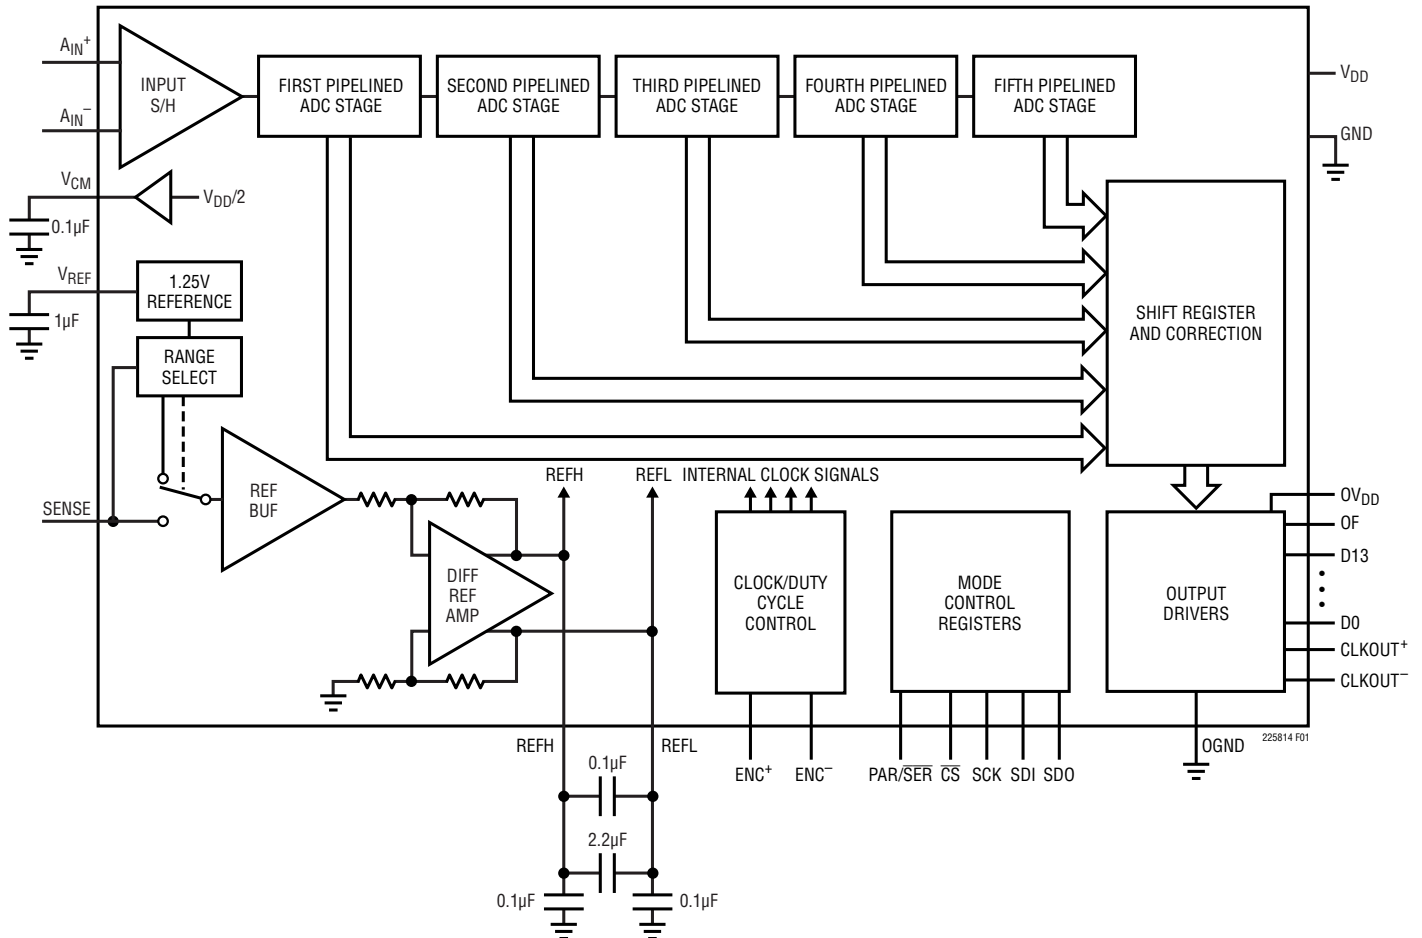 AIN+
INPUT
S/H
AIN−
FIRST PIPELINED
ADC STAGE
SECOND PIPELINED
ADC STAGE
THIRD PIPELINED
ADC STAGE
FOURTH PIPELINED
ADC STAGE
FIFTH PIPELINED
ADC STAGE
VDD
GND
VCM
VDD/2
0.1µF
VREF
1.25V
REFERENCE
1µF
RANGE
SELECT
SHIFT REGISTER
AND CORRECTION
SENSE
REF
BUF
REFH
REFL
INTERNAL CLOCK SIGNALS
DIFF
REF
AMP
CLOCK/DUTY
CYCLE
CONTROL
MODE
CONTROL
REGISTERS
OUTPUT
DRIVERS
OVDD
OF
D13
•
•
•
D0
CLKOUT+
CLKOUT−
REFH
REFL
ENC+
ENC−
PAR/SER
CS
SCK
SDI
SDO
OGND
225814 F01
0.1µF
2.2µF
0.1µF
0.1µF